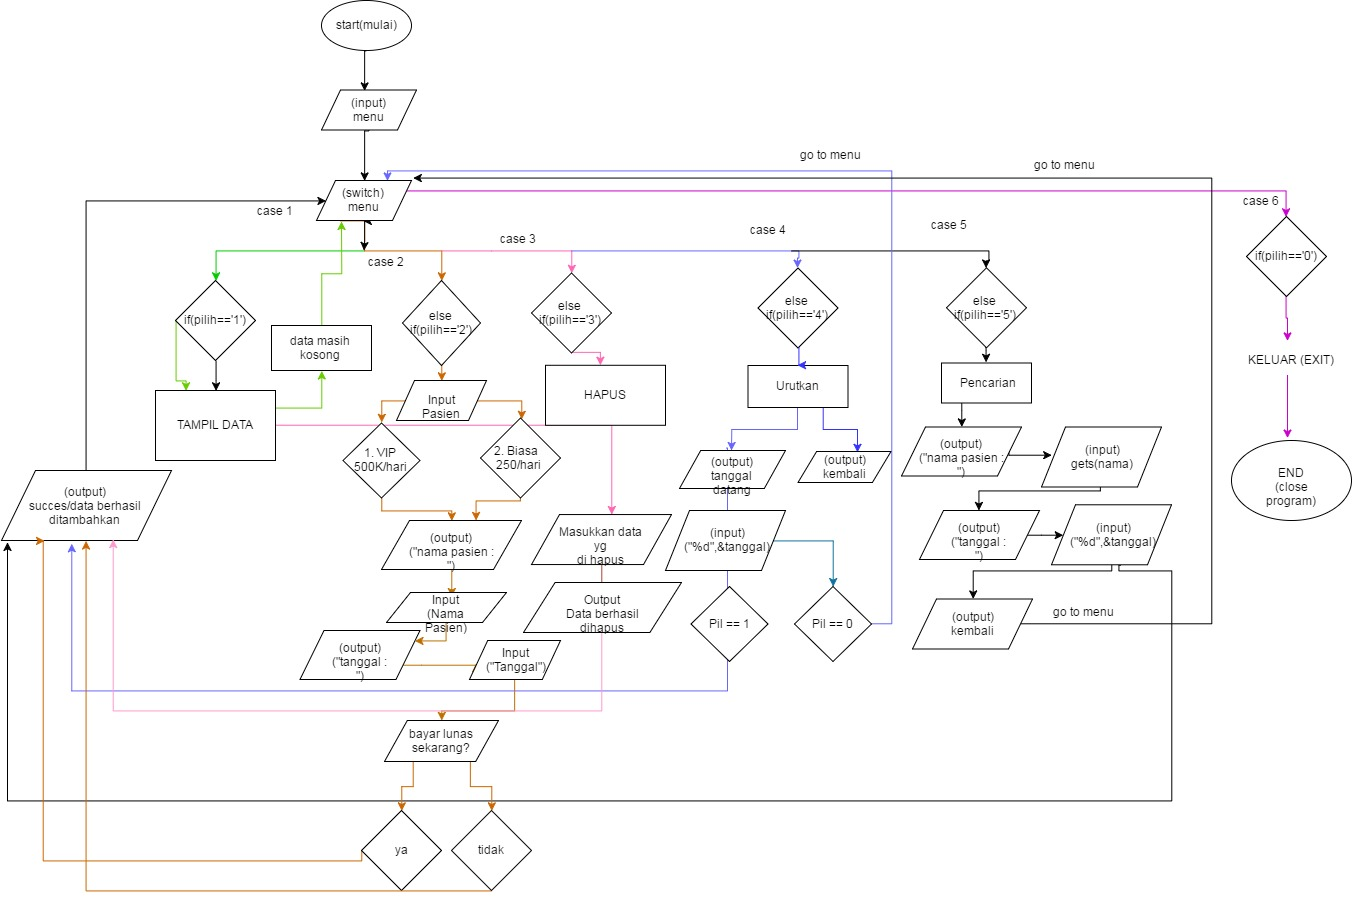 start(mulai)
(input)
menu
go to menu
go to menu
(switch)
menu
case 1
case 6
case 5
case 4
case 3
case 2
if(pilih=='0')
if(pilih=='1')
data masih
kosong
else
if(pilih=='2')
else
if(pilih=='3')
else
if(pilih=='4')
else
if(pilih=='5')
KELUAR (EXIT)
TAMPIL DATA
Input
Pasien
HAPUS
Urutkan
Pencarian
1. VIP
500K/hari
2. Biasa
250/hari
(output)
tanggal
datang
(output)
kembali
(output)
("nama pasien :
")
(input)
gets(nama)
END
(close
program)
(output)
succes/data berhasil
ditambahkan
(output)
("nama pasien :
")
Masukkan data
yg
di hapus
(input)
("%d",&tanggal)
(output)
("tanggal :
")
(input)
("%d",&tanggal)
Input
(Nama
Pasien)
Output
Data berhasil
dihapus
Pil == 1
Pil == 0
(output)
kembali
go to menu
(output)
("tanggal :
")
Input
("Tanggal")
bayar lunas
sekarang?
ya
tidak